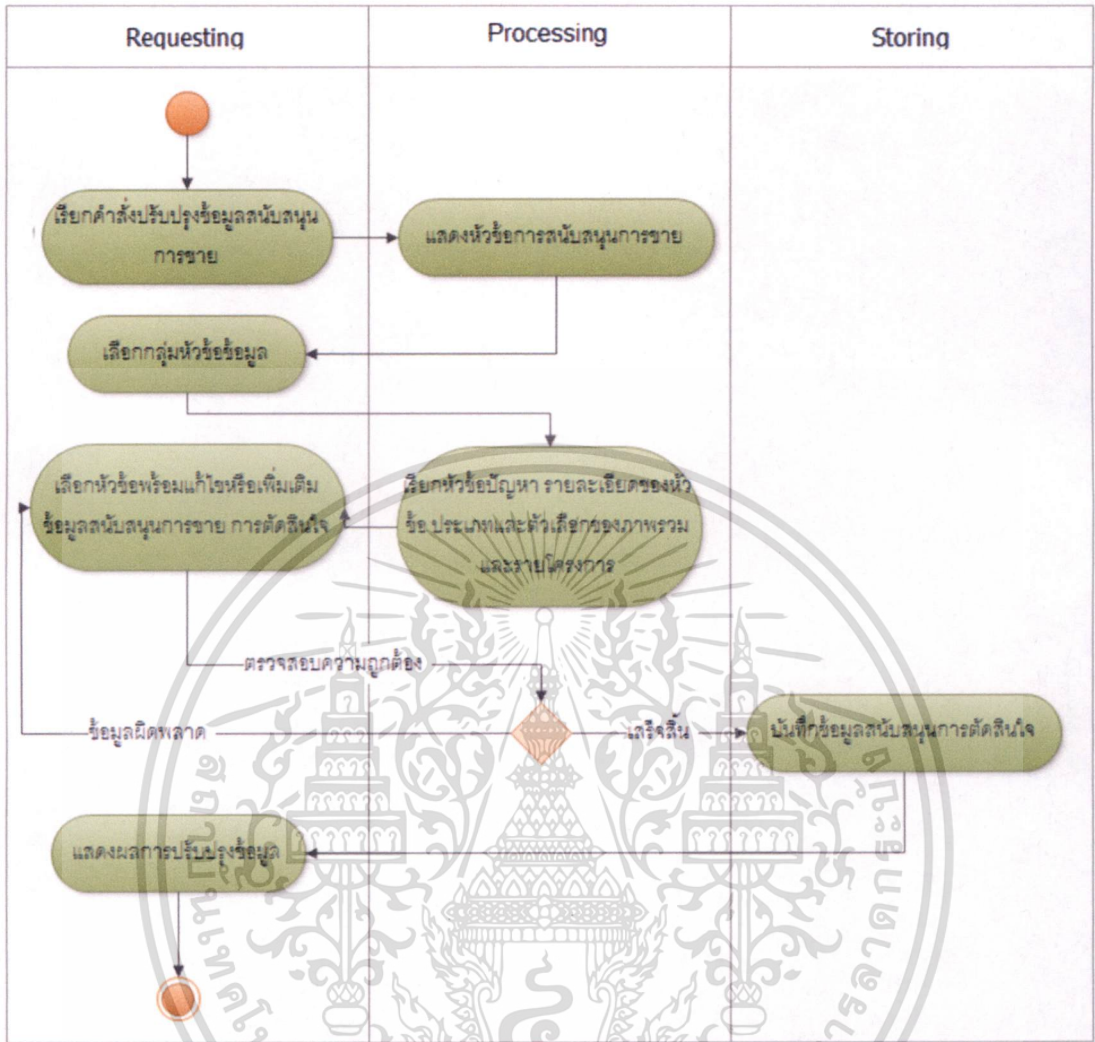 Requesting
Processing
Storing
เรียกคำสั่งปรับปรุงข้อมูลสนับสนุน
การขาย
แสดงหัวข้อการสนับสนุนการขาย
เลือกกลุ่มหัวข้อข้อมูล
เรียกหัวข้อปัญหา รายละเอียดของหัว
ข้อ ประเภทและตัวเลือกของภาพรวม
และรายโครงการ
เลือกหัวข้อพร้อมแก้ไขหรือเพิ่มเติม
ข้อมูลสนับสนุนการขาย การตัดสินใจ
ตรวจสอบความถูกต้อง
ข้อมูลผิดพลาด
เสร็จสิ้น
บันทึกข้อมูลสนับสนุนการตัดสินใจ
แสดงผลการปรับปรุงข้อมูล